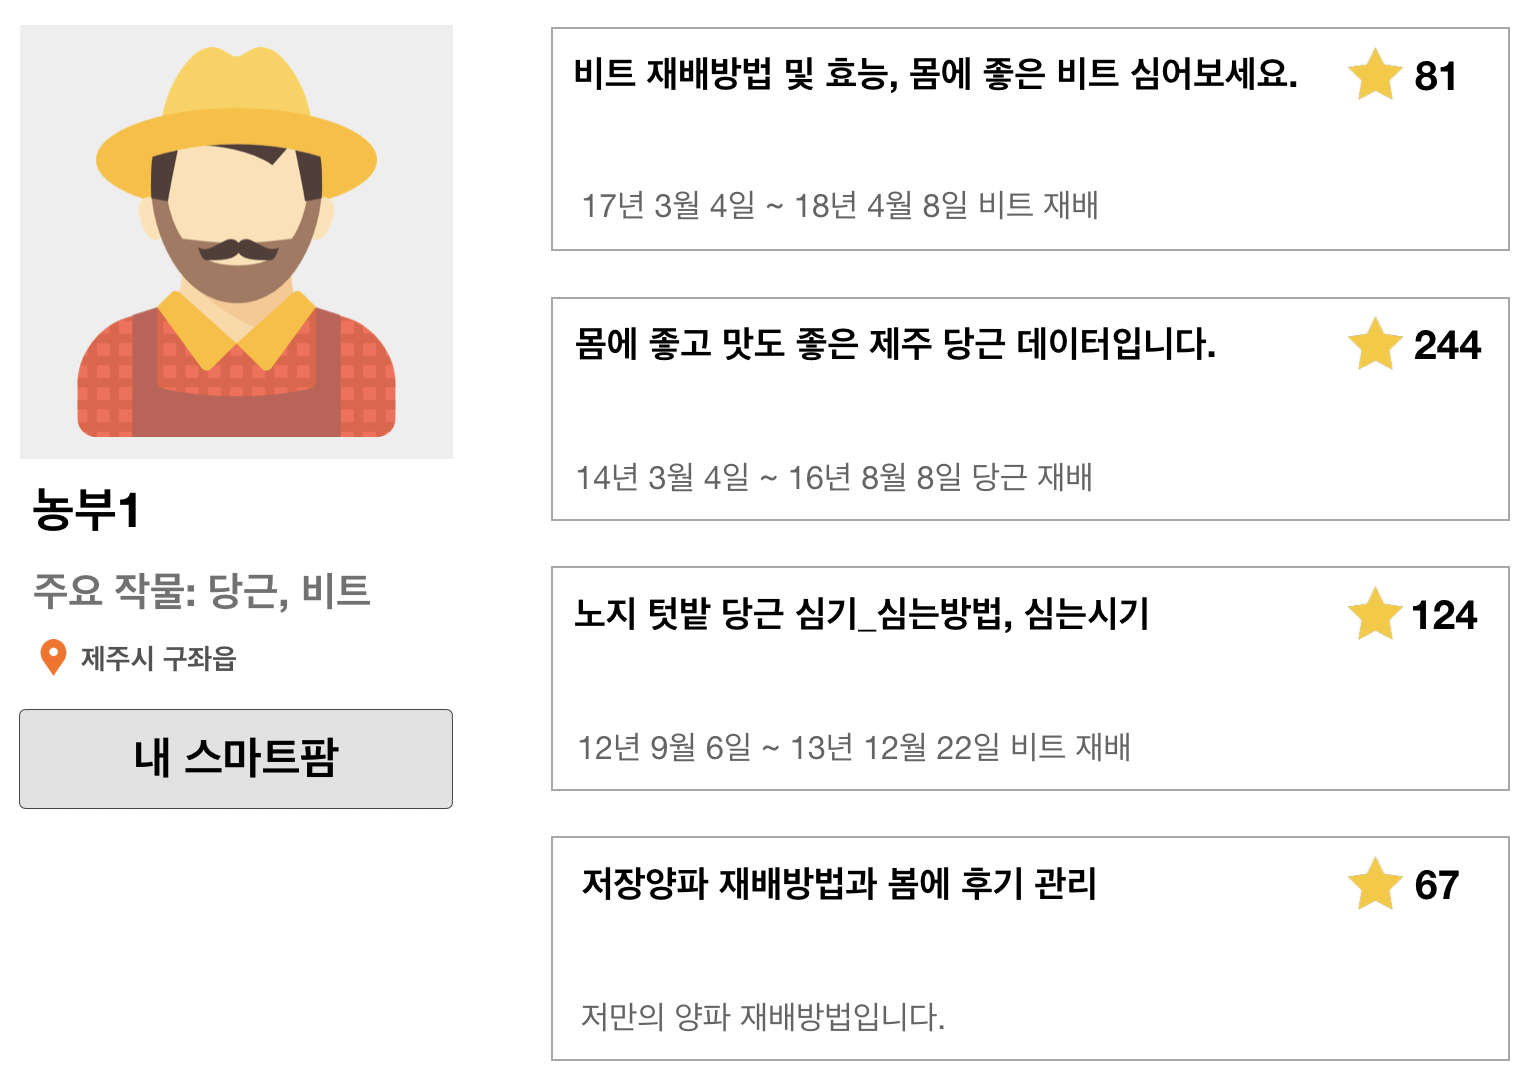 농부1
주요 작물: 당근, 비트
제주시 구좌읍
내 스마트팜
비트 재배방법 및 효능, 몸에 좋은 비트 심어보세요.
81
17년 3월 4일 ~ 18년 4월 8일 비트 재배
몸에 좋고 맛도 좋은 제주 당근 데이터입니다.
244
14년 3월 4일 ~ 16년 8월 8일 당근 재배
노지 텃밭 당근 심기_심는방법, 심는시기
124
12년 9월 6일 ~ 13년 12월 22일 비트 재배
저장양파 재배방법과 봄에 후기 관리
67
저만의 양파 재배방법입니다.